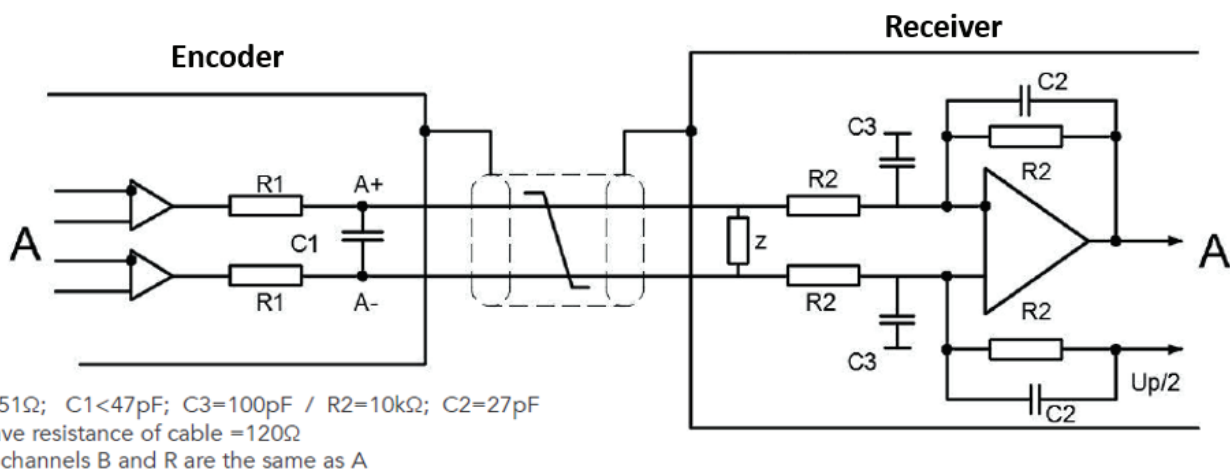 Encoder
Receiver
C2
C3
R2
R1
A+
R2
A
C1
z
A
R1
A-
R2
R2
C3
Up/2
C2
51Ω; C1<47pF; C3=100pF / R2=10kΩ; C2=27pF
resistance of cable =120Ω
channels B and R are the same as A